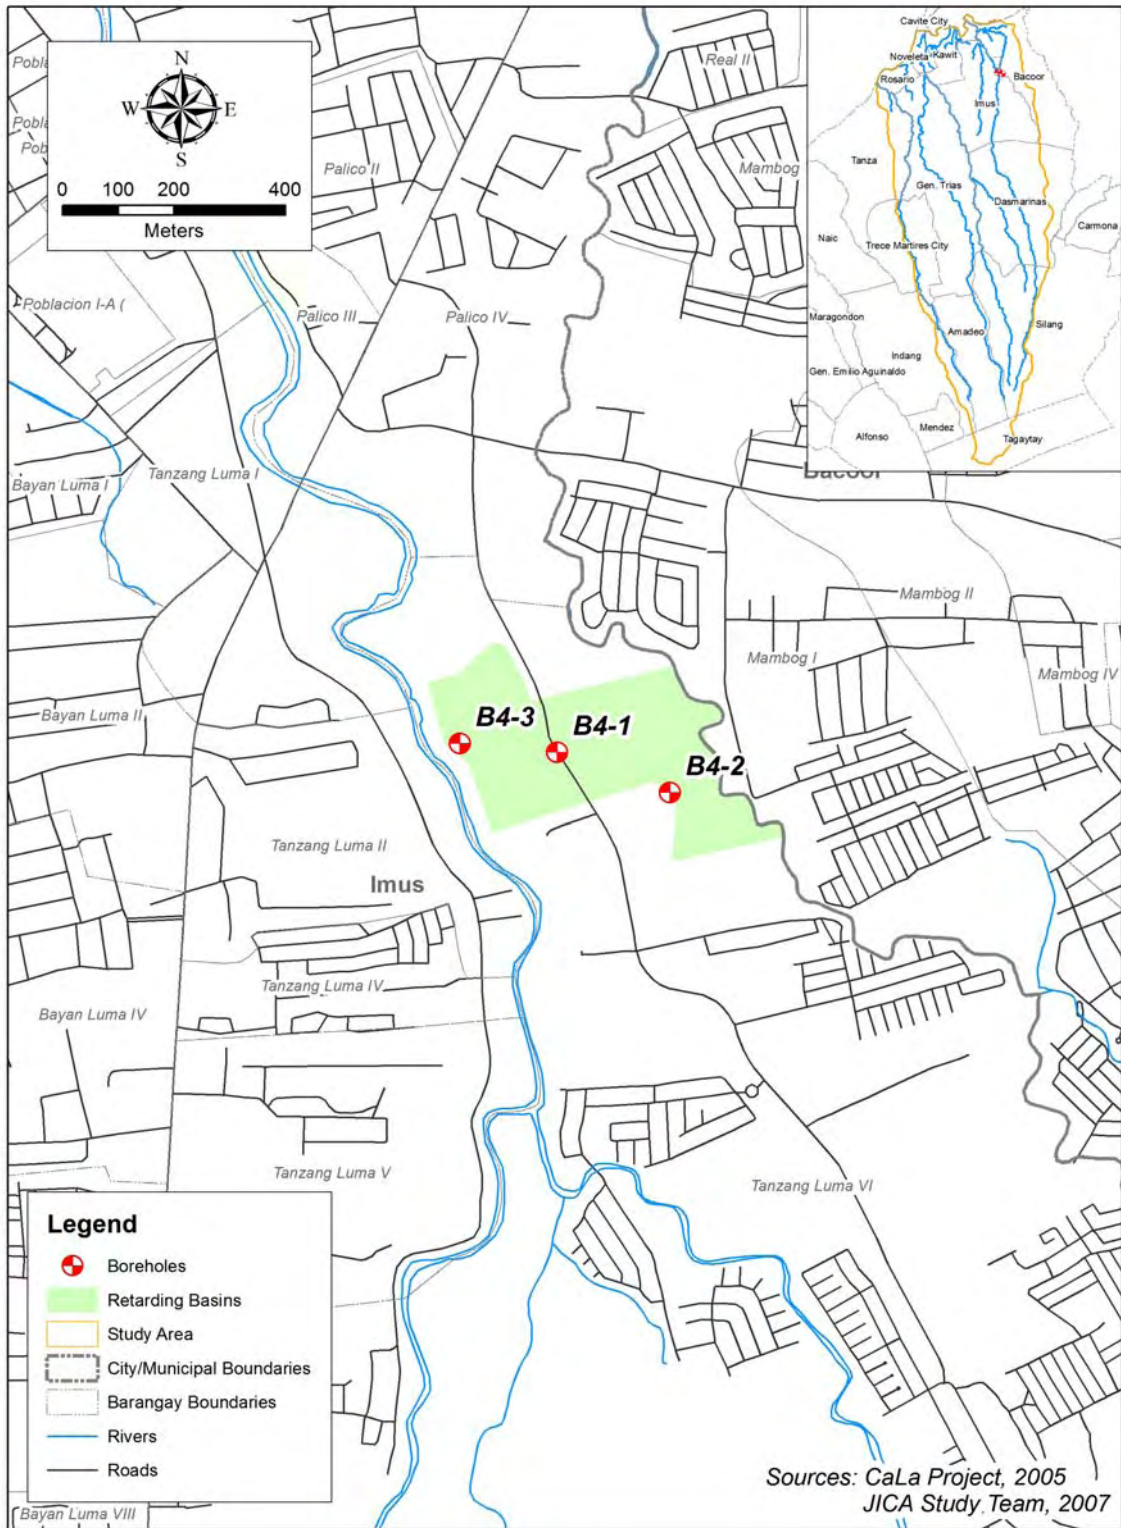 N
W E
S
0 100 200 400
Meters
Real II
Palico II
Mambog
Poblacion I-A (
Palico III
Palico IV
Bayan Luma I
Tanzang Luma I
Bacoor
Mambog II
Mambog I
Mambog IV
Bayan Luma II
B4-3
B4-1
B4-2
Tanzang Luma II
Imus
Tanzang Luma IV
Bayan Luma IV
Tanzang Luma V
Tanzang Luma VI
Bayan Luma VIII
Cavite City
Noveleta
Kawit
Rosario
Bacoor
Imus
Tanza
Gen. Trias
Dasmarinas
Carmona
Naic
Trece Martires City
Maragondon
Amadeo
Silang
Indang
Gen. Emilio Aguinaldo
Mendez
Alfonso
Tagaytay
Legend
Boreholes
Retarding Basins
Study Area
City/Municipal Boundaries
Barangay Boundaries
Rivers
Roads
Sources: CaLa Project, 2005
JICA Study Team, 2007